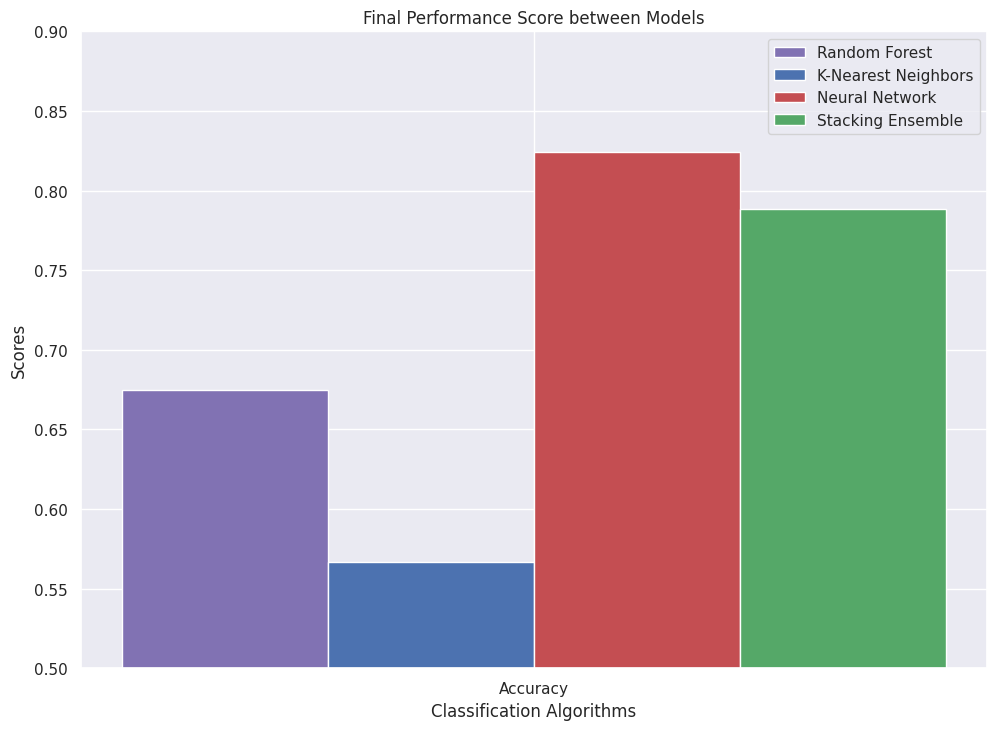 Final Performance Score between Models
Random Forest
K-Nearest Neighbors
Neural Network
Stacking Ensemble
0.90
0.85
0.80
0.75
0.70
0.65
0.60
0.55
0.50
Scores
Accuracy
Classification Algorithms